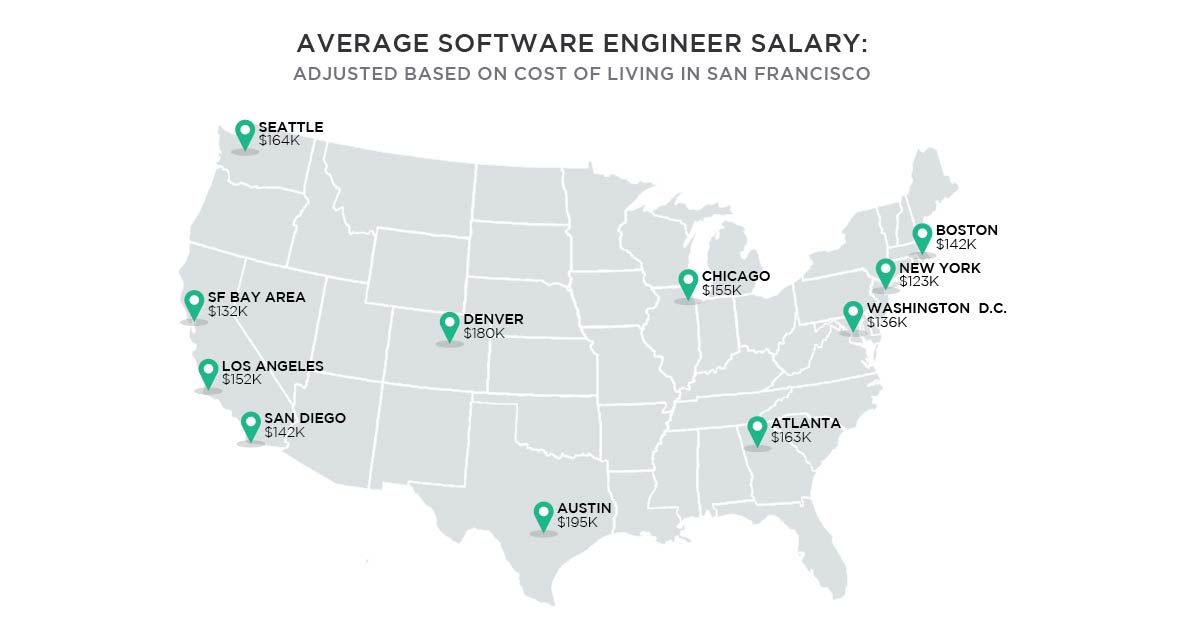 AVERAGE SOFTWARE ENGINEER SALARY:
ADJUSTED BASED ON COST OF LIVING IN SAN FRANCISCO
SEATTLE
$164K
BOSTON
$142K
NEW YORK
$123K
CHICAGO
$155K
SF BAY AREA
$132K
WASHINGTON D.C.
$136K
DENVER
$180K
LOS ANGELES
$152K
SAN DIEGO
$142K
ATLANTA
$163K
AUSTIN
$195K